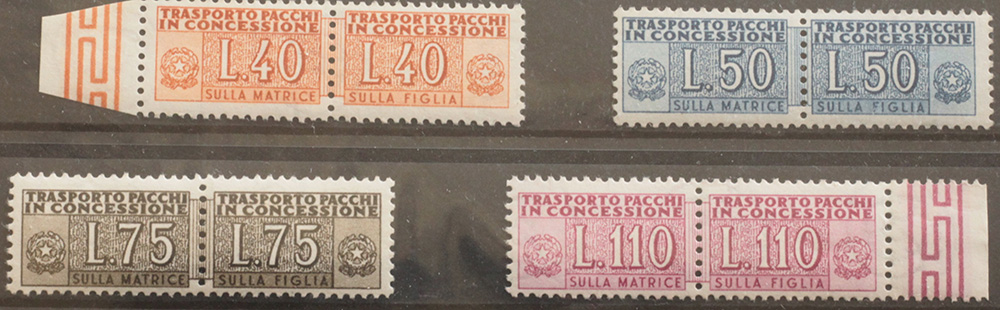 TRASPORTO PACCHI
IN CONCESSIONE
L.40
SULLA MATRICE
TRASPORTO PACCHI
IN CONCESSIONE
L.40
SULLA FIGLIA
TRASPORTO PACCHI
IN CONCESSIONE
L.50
SULLA MATRICE
TRASPORTO PACCHI
IN CONCESSIONE
L.50
SULLA FIGLIA
TRASPORTO PACCHI
IN CONCESSIONE
L.75
SULLA MATRICE
TRASPORTO PACCHI
IN CONCESSIONE
L.75
SULLA FIGLIA
TRASPORTO PACCHI
IN CONCESSIONE
L.110
SULLA MATRICE
TRASPORTO PACCHI
IN CONCESSIONE
L.110
SULLA FIGLIA